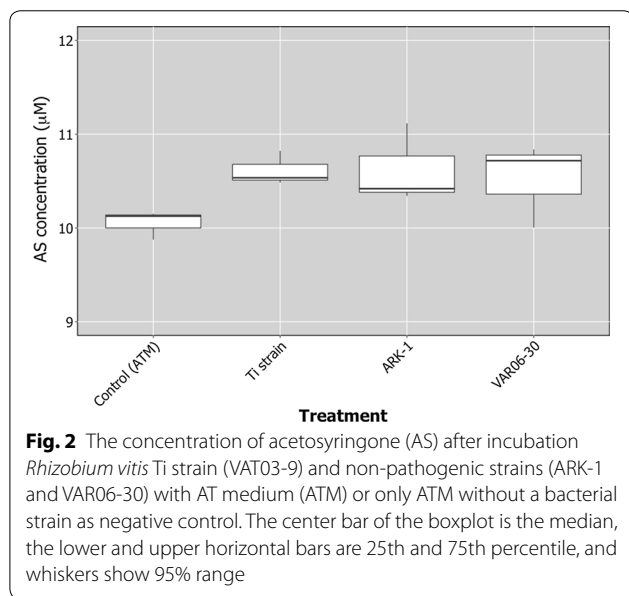 12
11
10
9
AS concentration (μM)
Control (ATM)
Ti strain
ARK-1
VAR06-30
Treatment
Fig. 2 The concentration of acetosyringone (AS) after incubation
Rhizobium vitis Ti strain (VAT03-9) and non-pathogenic strains (ARK-1
and VAR06-30) with AT medium (ATM) or only ATM without a bacterial
strain as negative control. The center bar of the boxplot is the median,
the lower and upper horizontal bars are 25th and 75th percentile, and
whiskers show 95% range